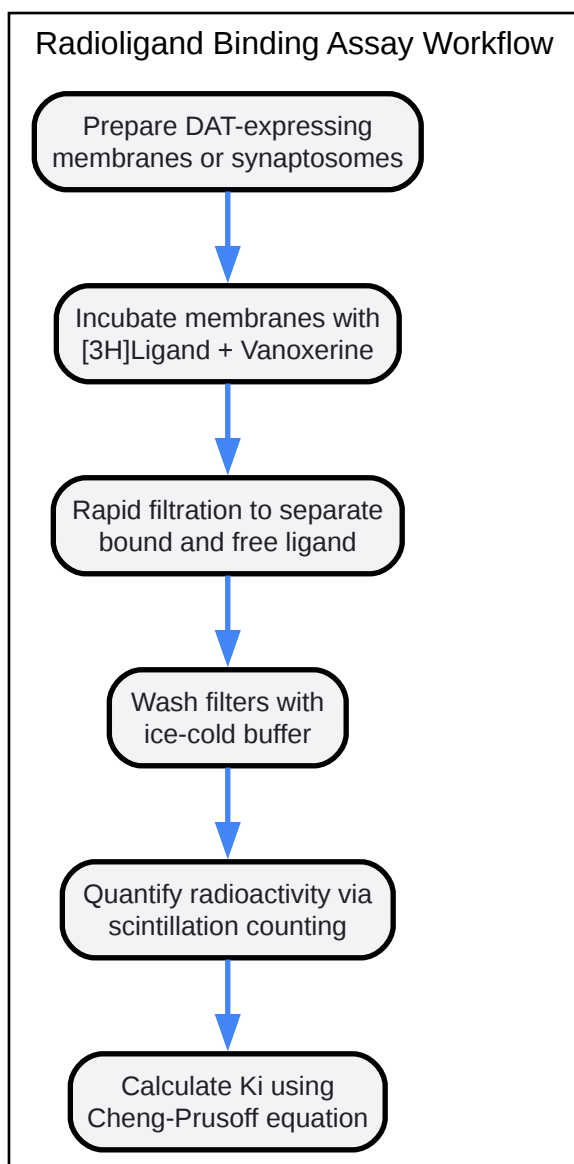 Radioligand Binding Assay Workflow
Prepare DAT-expressing
membranes or synaptosomes
Incubate membranes with
[3H]Ligand + Vanoxerine
Rapid filtration to separate
bound and free ligand
Wash filters with
ice-cold buffer
Quantify radioactivity via
scintillation counting
Calculate Ki using
Cheng-Prusoff equation